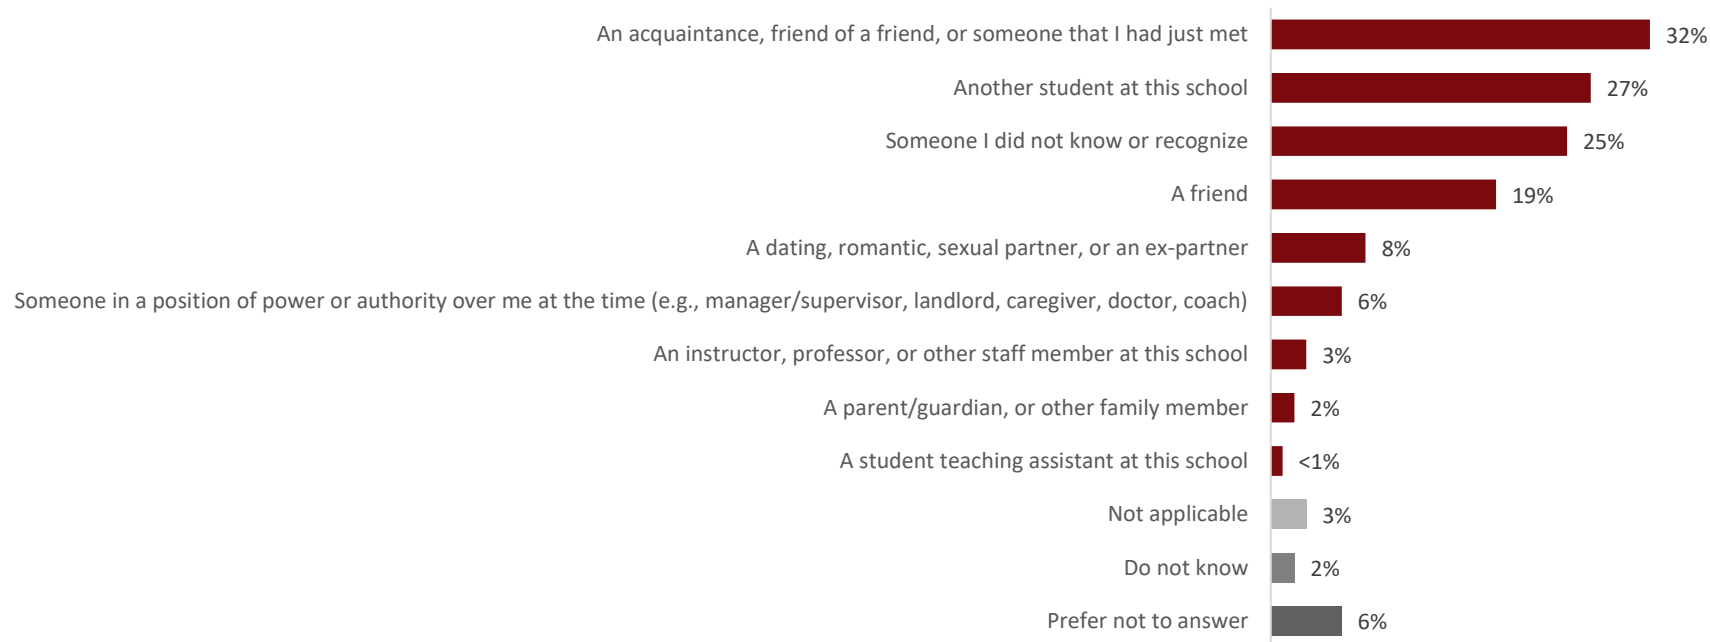 An acquaintance, friend of a friend, or someone that I had just met 32%
Another student at this school 27%
Someone I did not know or recognize 25%
A friend 19%
A dating, romantic, sexual partner, or an ex-partner 8%
Someone in a position of power or authority over me at the time (e.g., manager/supervisor, landlord, caregiver, doctor, coach) 6%
An instructor, professor, or other staff member at this school 3%
A parent/guardian, or other family member 2%
A student teaching assistant at this school <1%
Not applicable 3%
Do not know 2%
Prefer not to answer 6%